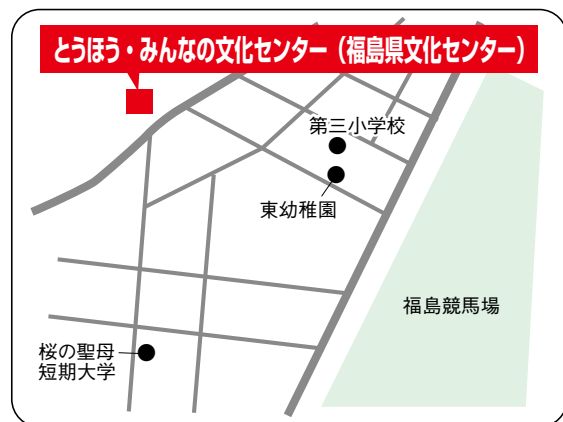 とうほう・みんなの文化センター（福島県文化センター）
第三小学校
東幼稚園
福島競馬場
桜の聖母
短期大学